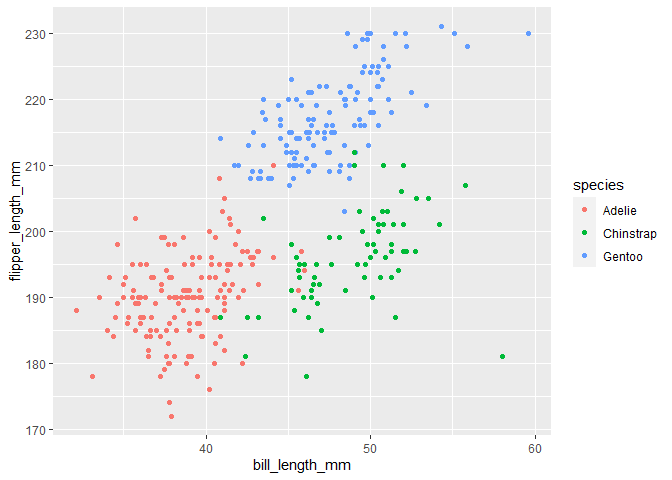 230
220
210
200
190
180
170
flipper_length_mm
40
50
60
bill_length_mm
species
Adelie
Chinstrap
Gentoo